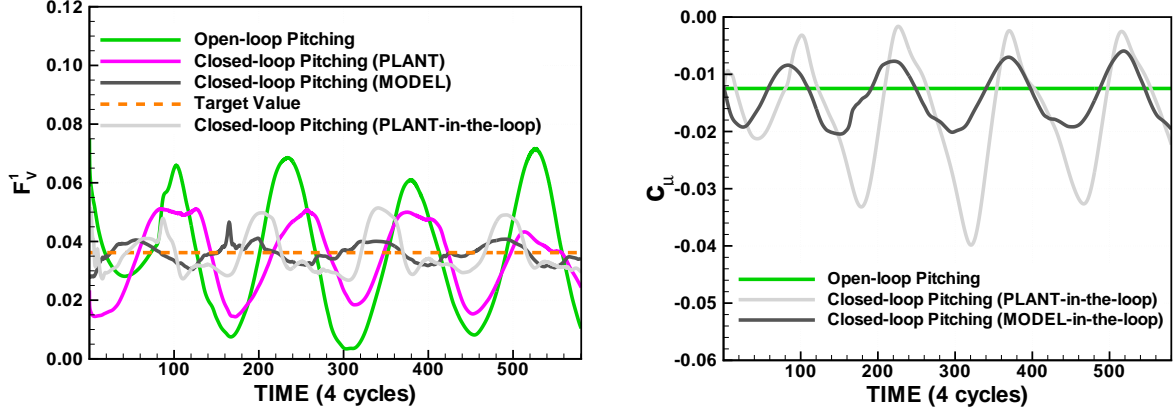 0.12
0.10
0.08
0.06
0.04
0.02
0.00
F_v^1
Open-loop Pitching
Closed-loop Pitching (PLANT)
Closed-loop Pitching (MODEL)
Target Value
Closed-loop Pitching (PLANT-in-the-loop)
100 200 300 400 500
TIME (4 cycles)
0.00
-0.01
-0.02
-0.03
-0.04
-0.05
-0.06
C_μ
Open-loop Pitching
Closed-loop Pitching (PLANT-in-the-loop)
Closed-loop Pitching (MODEL-in-the-loop)
100 200 300 400 500
TIME (4 cycles)